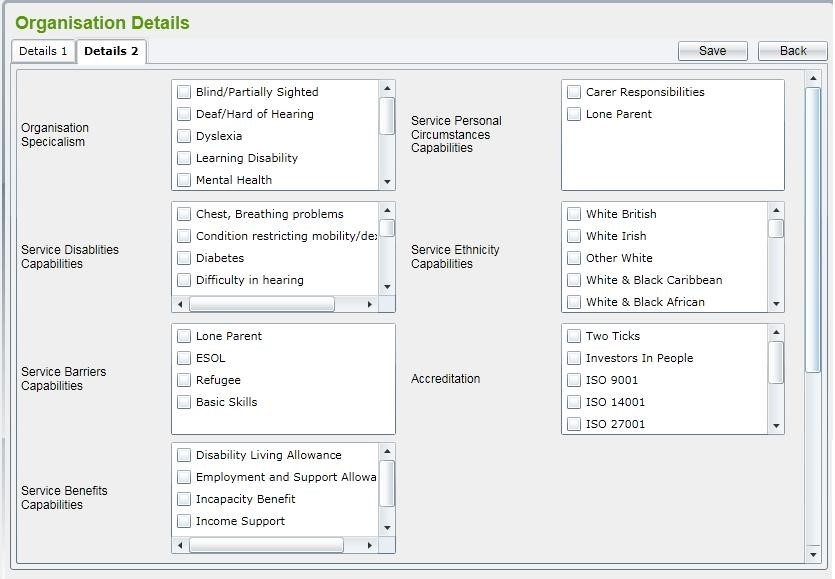 Organisation Details
Details 1
Details 2
Save
Back
Organisation
Specicalism
Blind/Partially Sighted
Deaf/Hard of Hearing
Dyslexia
Learning Disability
Mental Health
Service Personal
Circumstances
Capabilities
Carer Responsibilities
Lone Parent
Service Disablities
Capabilities
Chest, Breathing problems
Condition restricting mobility/de
Diabetes
Difficulty in hearing
Service Ethnicity
Capabilities
White British
White Irish
Other White
White & Black Caribbean
White & Black African
Service Barriers
Capabilities
Lone Parent
ESOL
Refugee
Basic Skills
Accreditation
Two Ticks
Investors In People
ISO 9001
ISO 14001
ISO 27001
Service Benefits
Capabilities
Disability Living Allowance
Employment and Support Allowa
Incapacity Benefit
Income Support